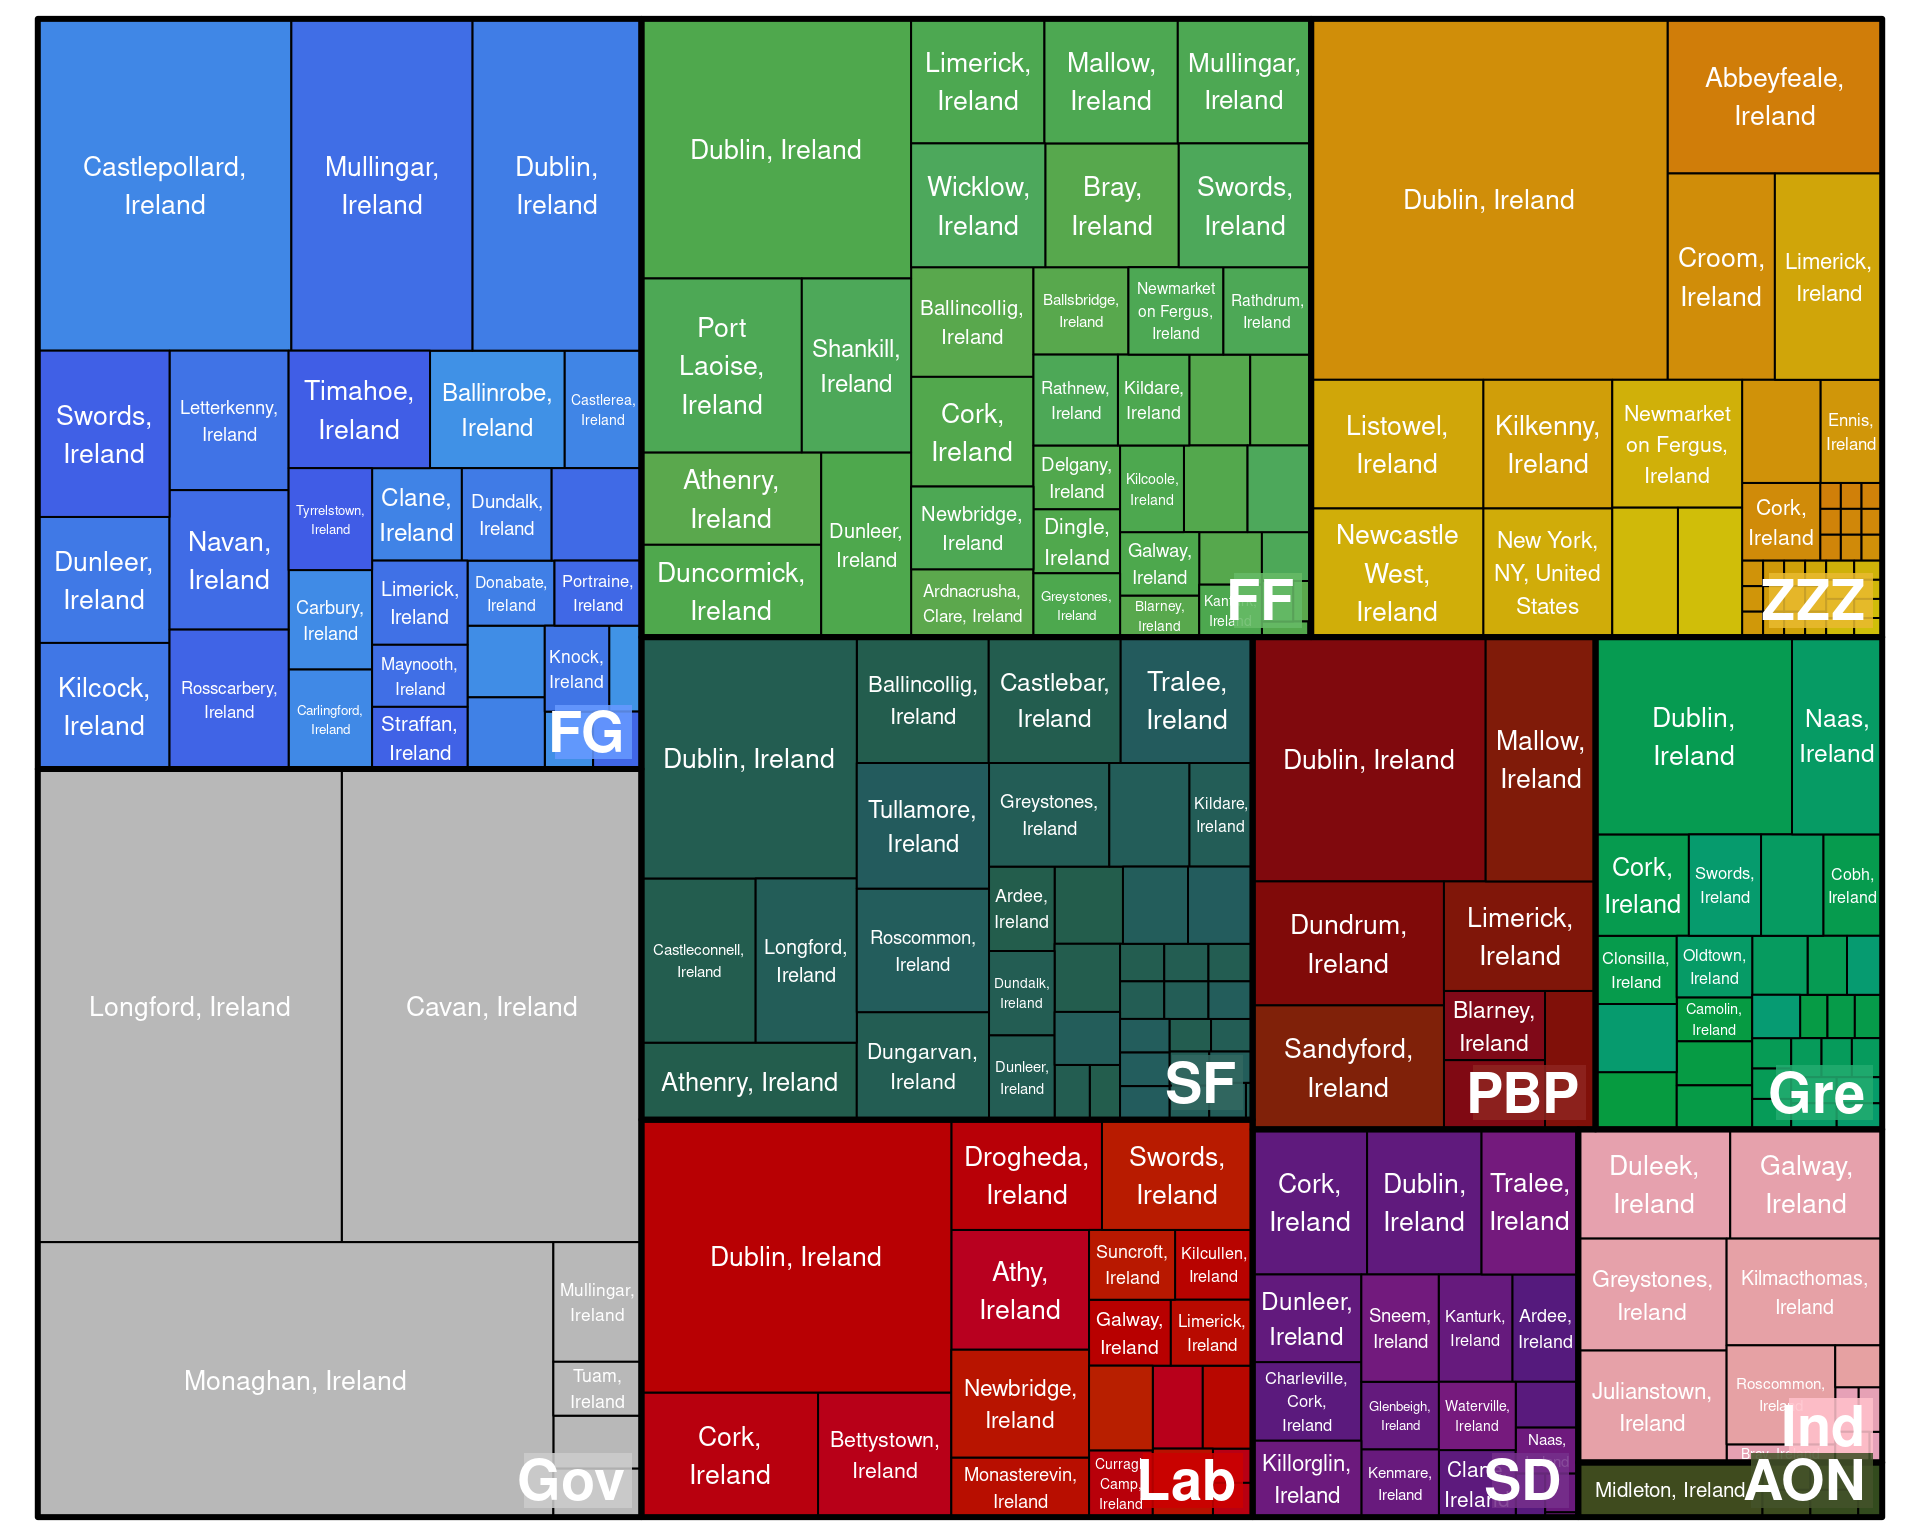 Castlepollard,
Ireland
Mullingar,
Ireland
Dublin,
Ireland
Swords,
Ireland
Letterkenny,
Ireland
Timahoe,
Ireland
Ballinrobe,
Ireland
Castlerea,
Ireland
Dunleer,
Ireland
Navan,
Ireland
Tyrrelstown,
Ireland
Clane,
Ireland
Dundalk,
Ireland
Kilcock,
Ireland
Rosscarbery,
Ireland
Carbury,
Ireland
Carlingford,
Ireland
Limerick,
Ireland
Donabate,
Ireland
Portraine,
Ireland
Maynooth,
Ireland
Straffan,
Ireland
Knock,
Ireland
FG
Longford, Ireland
Cavan, Ireland
Monaghan, Ireland
Mullingar,
Ireland
Tuam,
Ireland
Gov
Dublin, Ireland
Limerick,
Ireland
Mallow,
Ireland
Mullingar,
Ireland
Wicklow,
Ireland
Bray,
Ireland
Swords,
Ireland
Port
Laoise,
Ireland
Shankill,
Ireland
Athenry,
Ireland
Duncormick,
Ireland
Dunleer,
Ireland
Ballincollig,
Ireland
Cork,
Ireland
Newbridge,
Ireland
Ardnacrusha,
Clare, Ireland
Ballsbridge,
Ireland
Newmarket
on Fergus,
Ireland
Rathdrum,
Ireland
Rathnew,
Ireland
Kildare,
Ireland
Delgany,
Ireland
Dingle,
Ireland
Greystones,
Ireland
Kilcoole,
Ireland
Galway,
Ireland
Blarney,
Ireland
Ireland
FF
Dublin, Ireland
Abbeyfeale,
Ireland
Croom,
Ireland
Limerick,
Ireland
Listowel,
Ireland
Kilkenny,
Ireland
Newmarket
on Fergus,
Ireland
Ennis,
Ireland
Newcastle
West,
Ireland
New York,
NY, United
States
Cork,
Ireland
ZZZ
Dublin, Ireland
Ballincollig,
Ireland
Castlebar,
Ireland
Tralee,
Ireland
Tullamore,
Ireland
Greystones,
Ireland
Kildare,
Ireland
Castleconnell,
Ireland
Longford,
Ireland
Athenry, Ireland
Roscommon,
Ireland
Dungarvan,
Ireland
Ardee,
Ireland
Dundalk,
Ireland
Dunleer,
Ireland
SF
Dublin, Ireland
Mallow,
Ireland
Dundrum,
Ireland
Limerick,
Ireland
Sandyford,
Ireland
Blarney,
Ireland
PBP
Dublin,
Ireland
Naas,
Ireland
Cork,
Ireland
Swords,
Ireland
Cobh,
Ireland
Clonsilla,
Ireland
Oldtown,
Ireland
Camolin,
Ireland
Gre
Dublin, Ireland
Drogheda,
Ireland
Swords,
Ireland
Athy,
Ireland
Suncroft,
Ireland
Kilcullen,
Ireland
Galway,
Ireland
Limerick,
Ireland
Cork,
Ireland
Bettystown,
Ireland
Newbridge,
Ireland
Monasterevin,
Ireland
Curragh
Camp,
Ireland
Lab
Cork,
Ireland
Dublin,
Ireland
Tralee,
Ireland
Dunleer,
Ireland
Sneem,
Ireland
Kanturk,
Ireland
Ardee,
Ireland
Charleville,
Cork,
Ireland
Glenbeigh,
Ireland
Waterville,
Ireland
Naas,
Ireland
Killorglin,
Ireland
Kenmare,
Ireland
Clane,
Ireland
SD
Duleek,
Ireland
Galway,
Ireland
Greystones,
Ireland
Kilmacthomas,
Ireland
Julianstown,
Ireland
Roscommon,
Ireland
Ind
Midleton, Ireland
AON